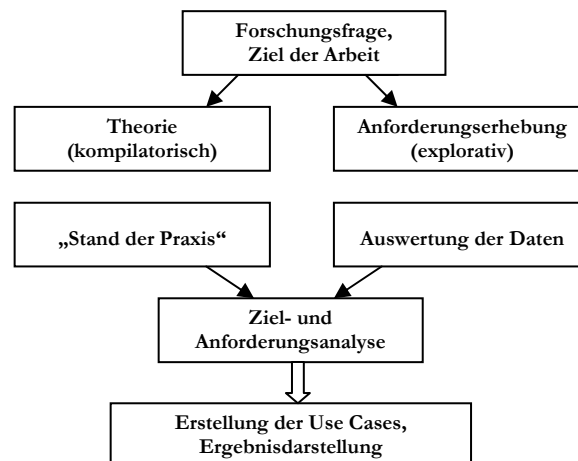 Forschungsfrage,
Ziel der Arbeit
Theorie
(kompilatorisch)
Anforderungserhebung
(explorativ)
„Stand der Praxis“
Auswertung der Daten
Ziel- und
Anforderungsanalyse
Erstellung der Use Cases,
Ergebnisdarstellung